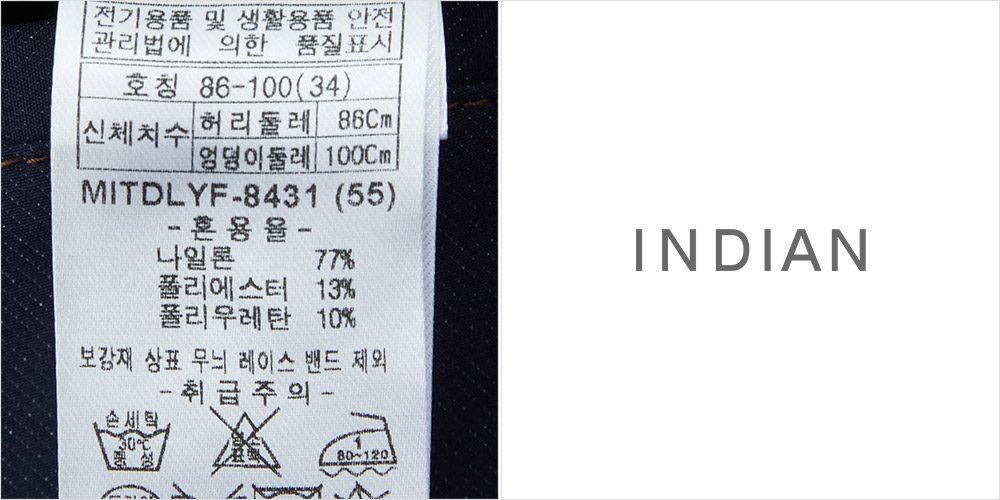 전기용품 및 생활용품 안전
관리법에 의한 품질표시
호칭 86-100(34)
신체치수 허리둘레 86Cm
엉덩이둘레 100Cm
MITDLYF-8431 (55)
-혼용율-
나일론 77%
폴리에스터 13%
폴리우레탄 10%
보강재 상표 무늬 레이스 밴드 제외
-취급주의-
손세탁
30℃
중성
1
80~120
INDIAN